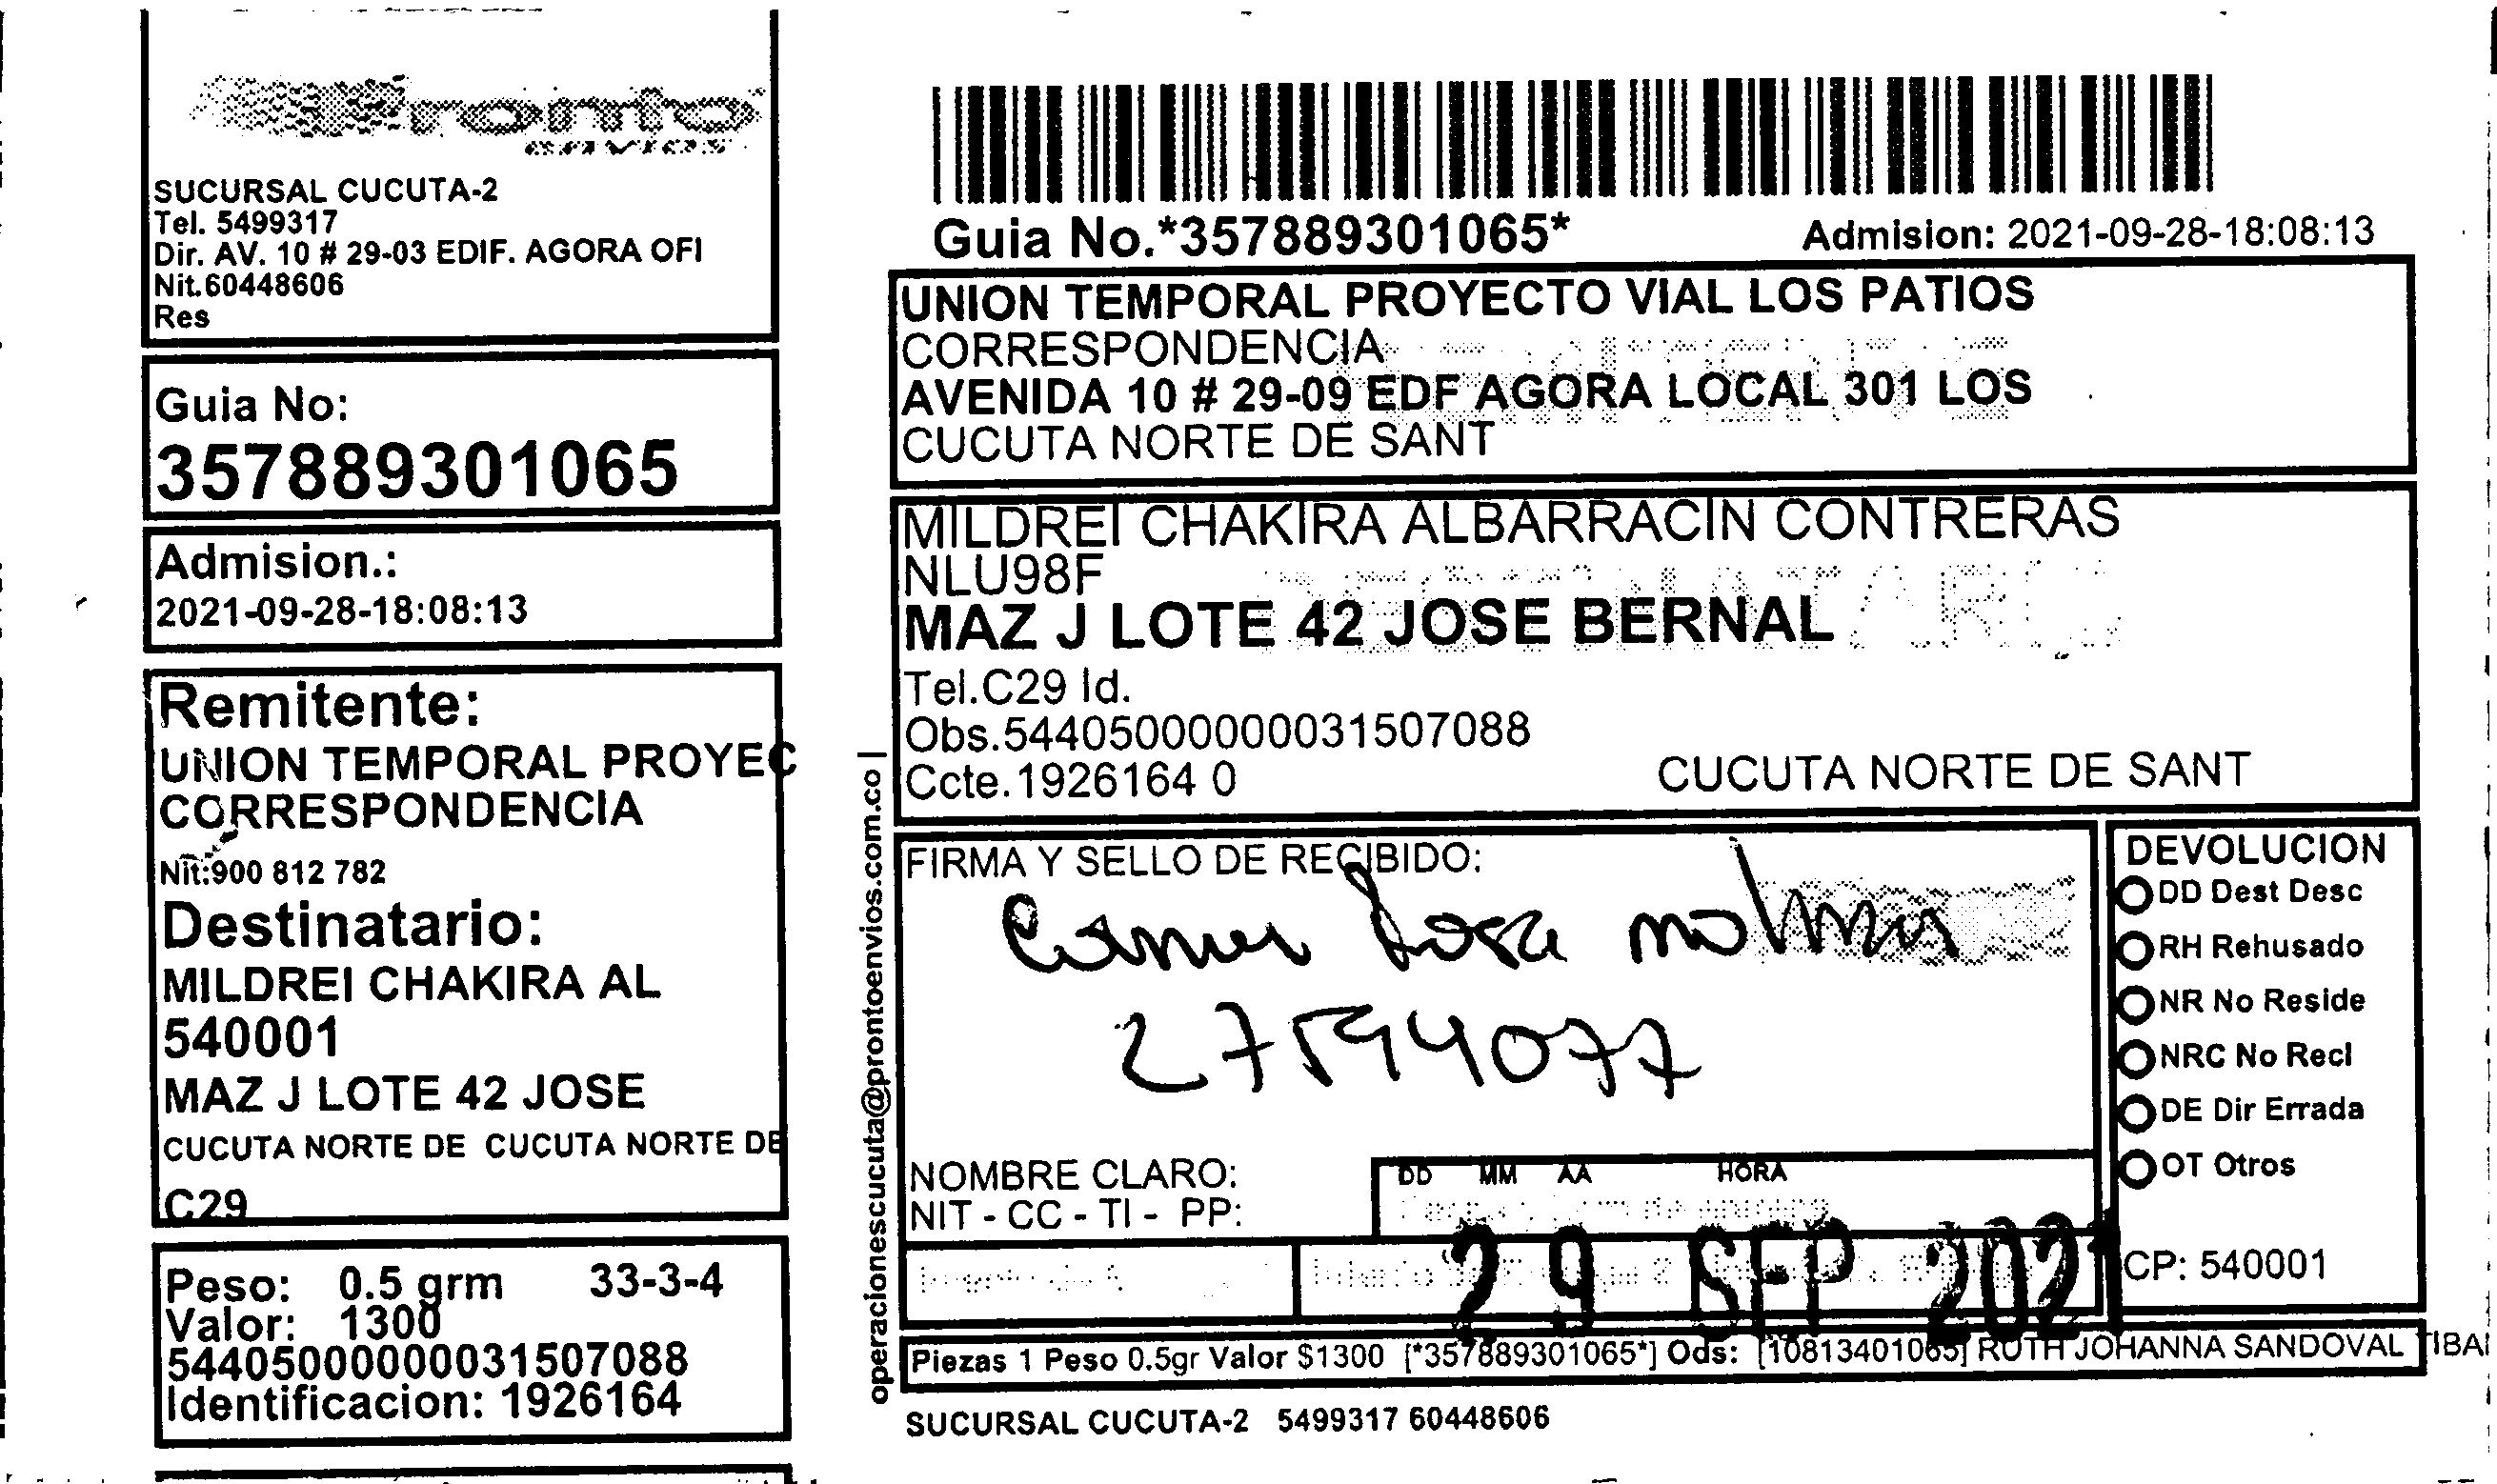 Pronto
envios
SUCURSAL CUCUTA-2
Tel. 5499317
Dir. AV. 10 # 29-03 EDIF. AGORA OFI
Nit.60448606
Res
Guia No:
357889301065
Admision.:
2021-09-28-18:08:13
Remitente:
UNION TEMPORAL PROYEC
CORRESPONDENCIA
Nit:900 812 782
Destinatario:
MILDREI CHAKIRA AL
540001
MAZ J LOTE 42 JOSE
CUCUTA NORTE DE CUCUTA NORTE DE
C29
Peso: 0.5 grm 33-3-4
Valor: 1300
544050000000031507088
Identificacion: 1926164
operacionescucuta@prontoenvios.com.co |
Guia No.*357889301065* Admision: 2021-09-28-18:08:13
UNION TEMPORAL PROYECTO VIAL LOS PATIOS
CORRESPONDENCIA
AVENIDA 10 # 29-09 EDF AGORA LOCAL 301 LOS
CUCUTA NORTE DE SANT
MILDREI CHAKIRA ALBARRACIN CONTRERAS
NLU98F
MAZ J LOTE 42 JOSE BERNAL
Tel.C29 Id.
Obs.544050000000031507088
Ccte.1926164 0 CUCUTA NORTE DE SANT
FIRMA Y SELLO DE RECIBIDO:
Rosa
27594077
NOMBRE CLARO:
NIT - CC - TI - PP:
DD MM AA HORA
29 SEP 2021
DEVOLUCION
DD Dest Desc
RH Rehusado
NR No Reside
NRC No Recl
DE Dir Errada
OT Otros
CP: 540001
Piezas 1 Peso 0.5gr Valor $1300 [*357889301065*] Ods: [10813401065] RUTH JOHANNA SANDOVAL TIBA
SUCURSAL CUCUTA-2 5499317 60448606